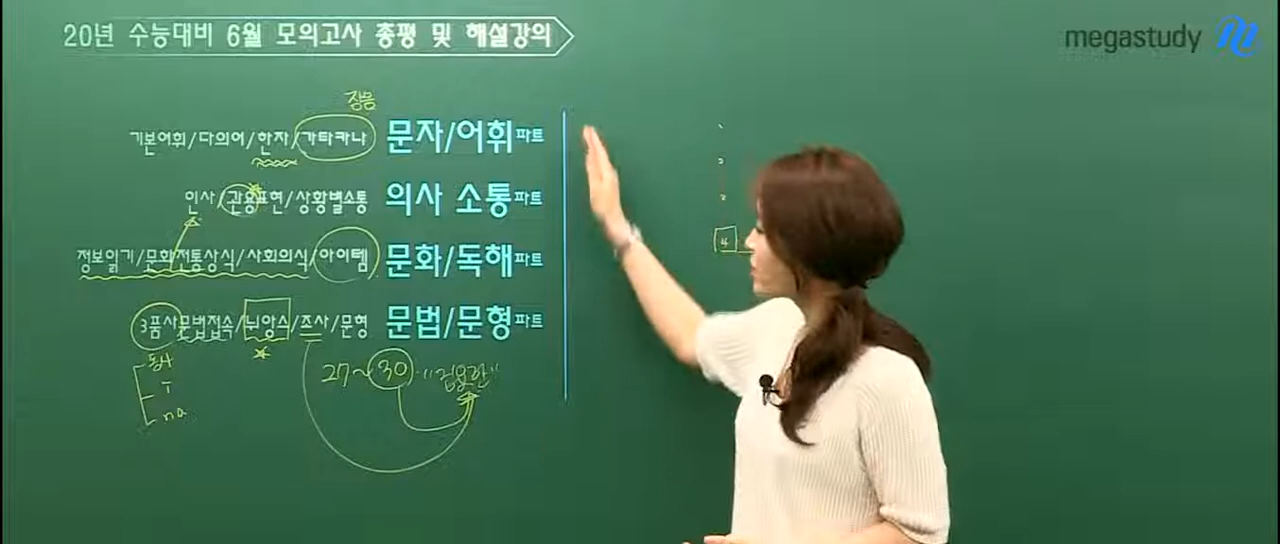 20년 수능대비 6월 모의고사 총평 및 해설강의
megastudy
장음
기본어휘/다의어/한자/가타카나 문자/어휘파트
인사/관용표현/상황별소통 의사 소통파트
정보읽기/문화전통상식/사회의식/아이템 문화/독해파트
3품사문법접속/뉘앙스/조사/문형 문법/문형파트
동사
27~30
na
4